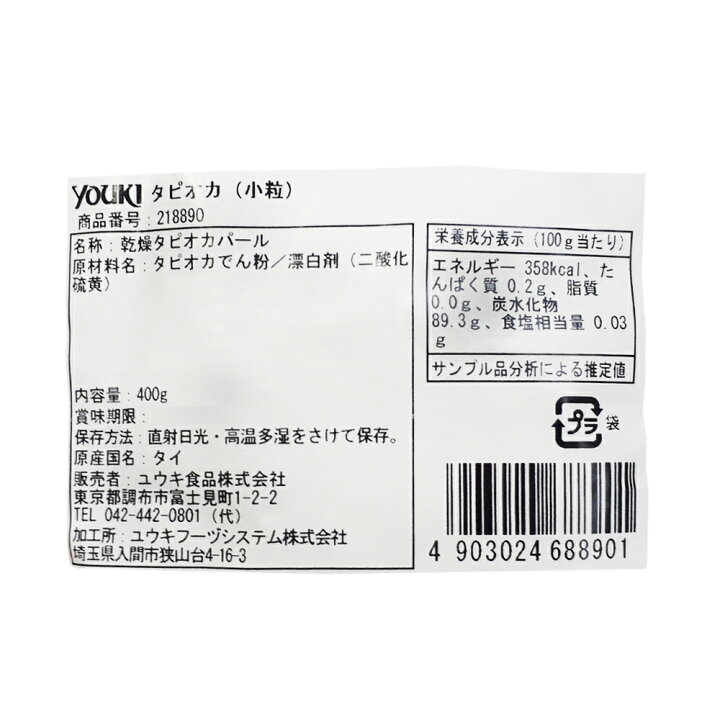 YOUKI タピオカ（小粒）
商品番号：218890
名称：乾燥タピオカパール
原材料名：タピオカでん粉／漂白剤（二酸化
硫黄）
内容量：400g
賞味期限：
保存方法：直射日光・高温多湿をさけて保存。
原産国名：タイ
販売者：ユウキ食品株式会社
東京都調布市富士見町1-2-2
TEL 042-442-0801（代）
加工所：ユウキフーヅシステム株式会社
埼玉県入間市狭山台4-16-3
栄養成分表示（100g当たり）
エネルギー 358kcal、た
んぱく質 0.2g、脂質
0.0g、炭水化物
89.3g、食塩相当量 0.03
g
サンプル品分析による推定値
プラ 袋
4 903024 688901